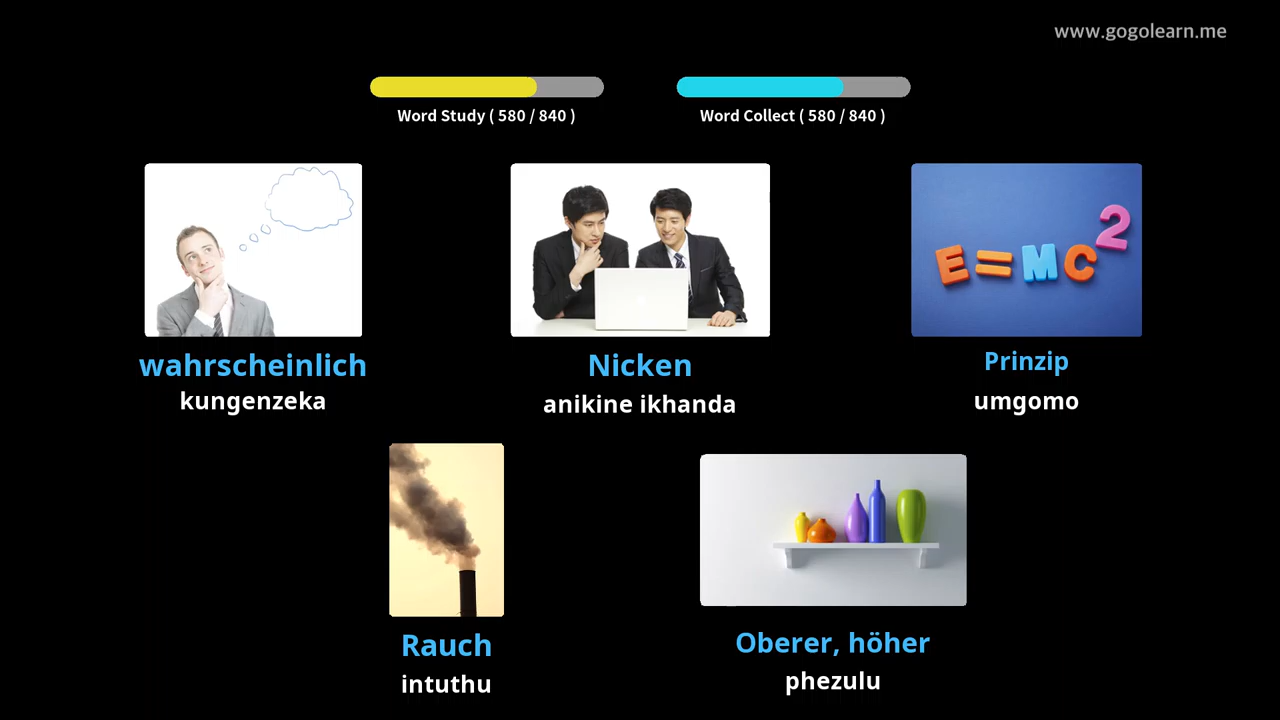 www.gogolearn.me
Word Study ( 580 / 840 )
Word Collect ( 580 / 840 )
E=MC2
wahrscheinlich
kungenzeka
Nicken
anikine ikhanda
Prinzip
umgomo
Rauch
intuthu
Oberer, höher
phezulu